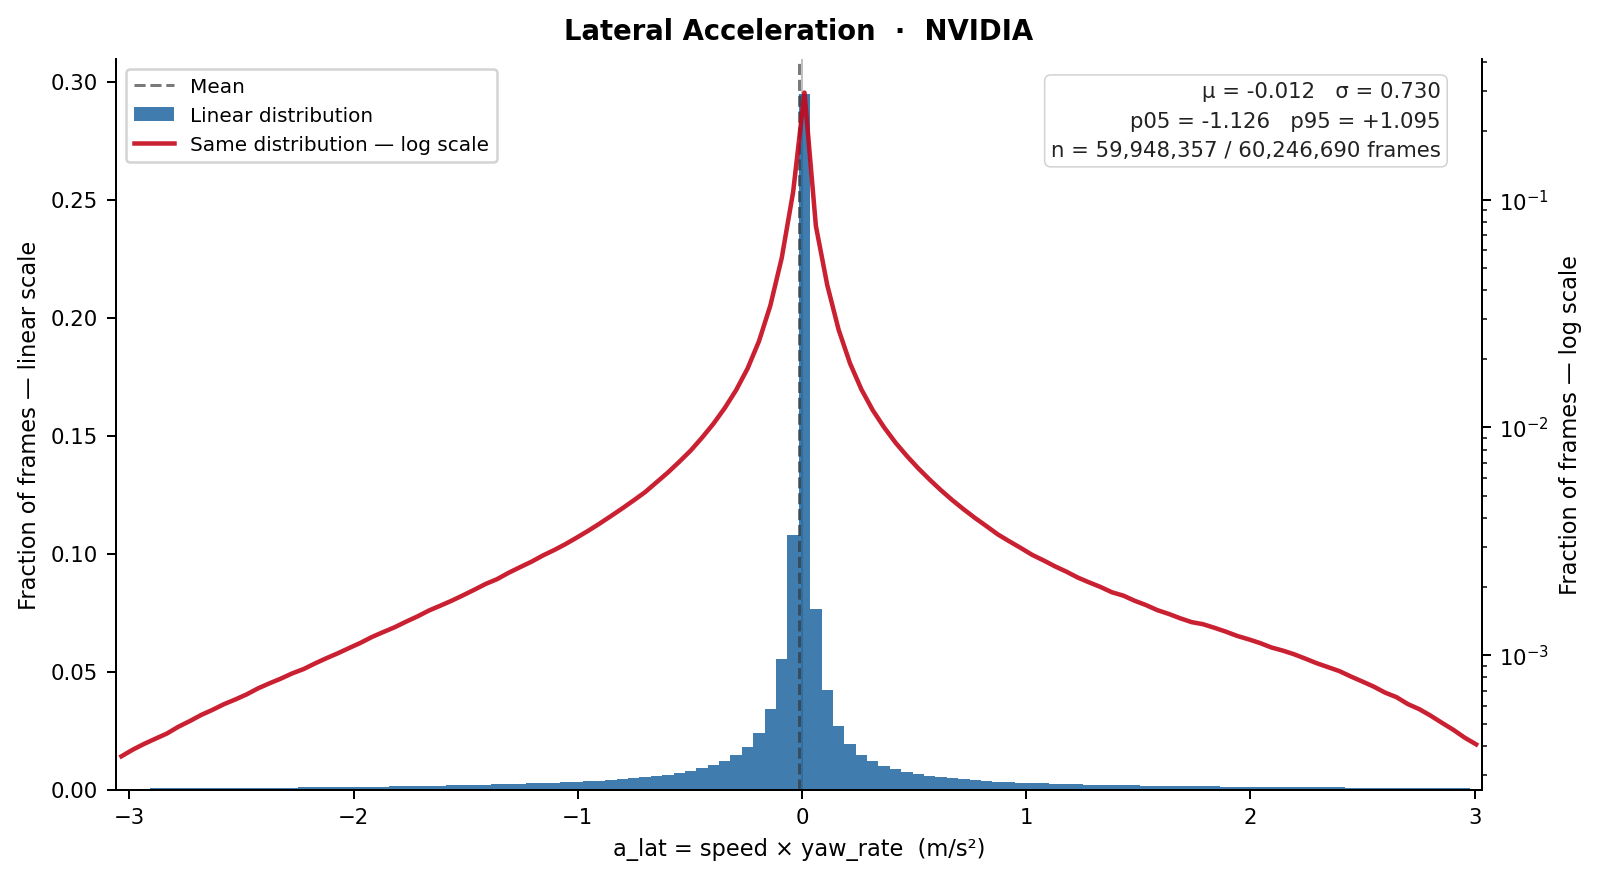 Lateral Acceleration · NVIDIA
Mean
Linear distribution
Same distribution — log scale
μ = -0.012 σ = 0.730
p05 = -1.126 p95 = +1.095
n = 59,948,357 / 60,246,690 frames
Fraction of frames — linear scale
0.30
0.25
0.20
0.15
0.10
0.05
0.00
10⁻¹
10⁻²
10⁻³
Fraction of frames — log scale
−3 −2 −1 0 1 2 3
a_lat = speed × yaw_rate (m/s²)